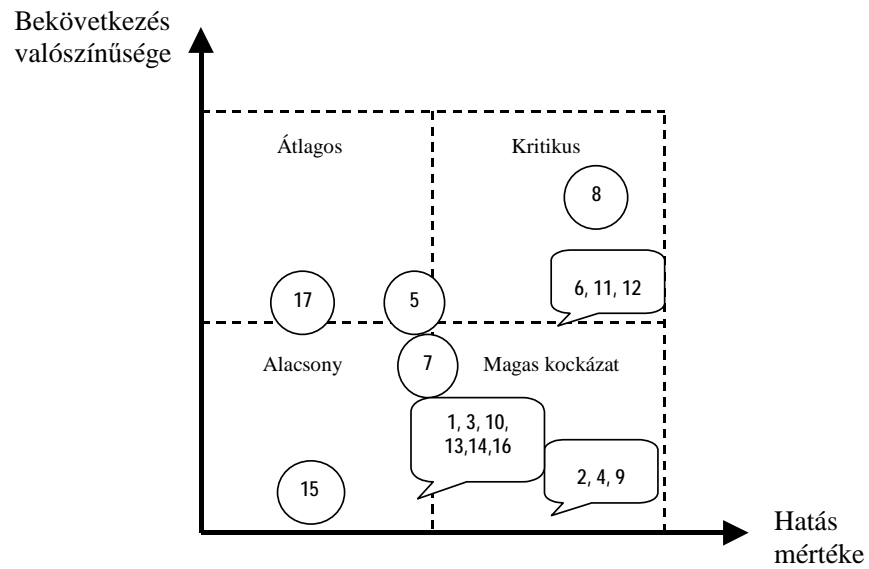 Bekövetkezés
valószínűsége
Átlagos
Kritikus
8
17
5
6, 11, 12
Alacsony
7
Magas kockázat
1, 3, 10,
13,14,16
15
2, 4, 9
Hatás
mértéke